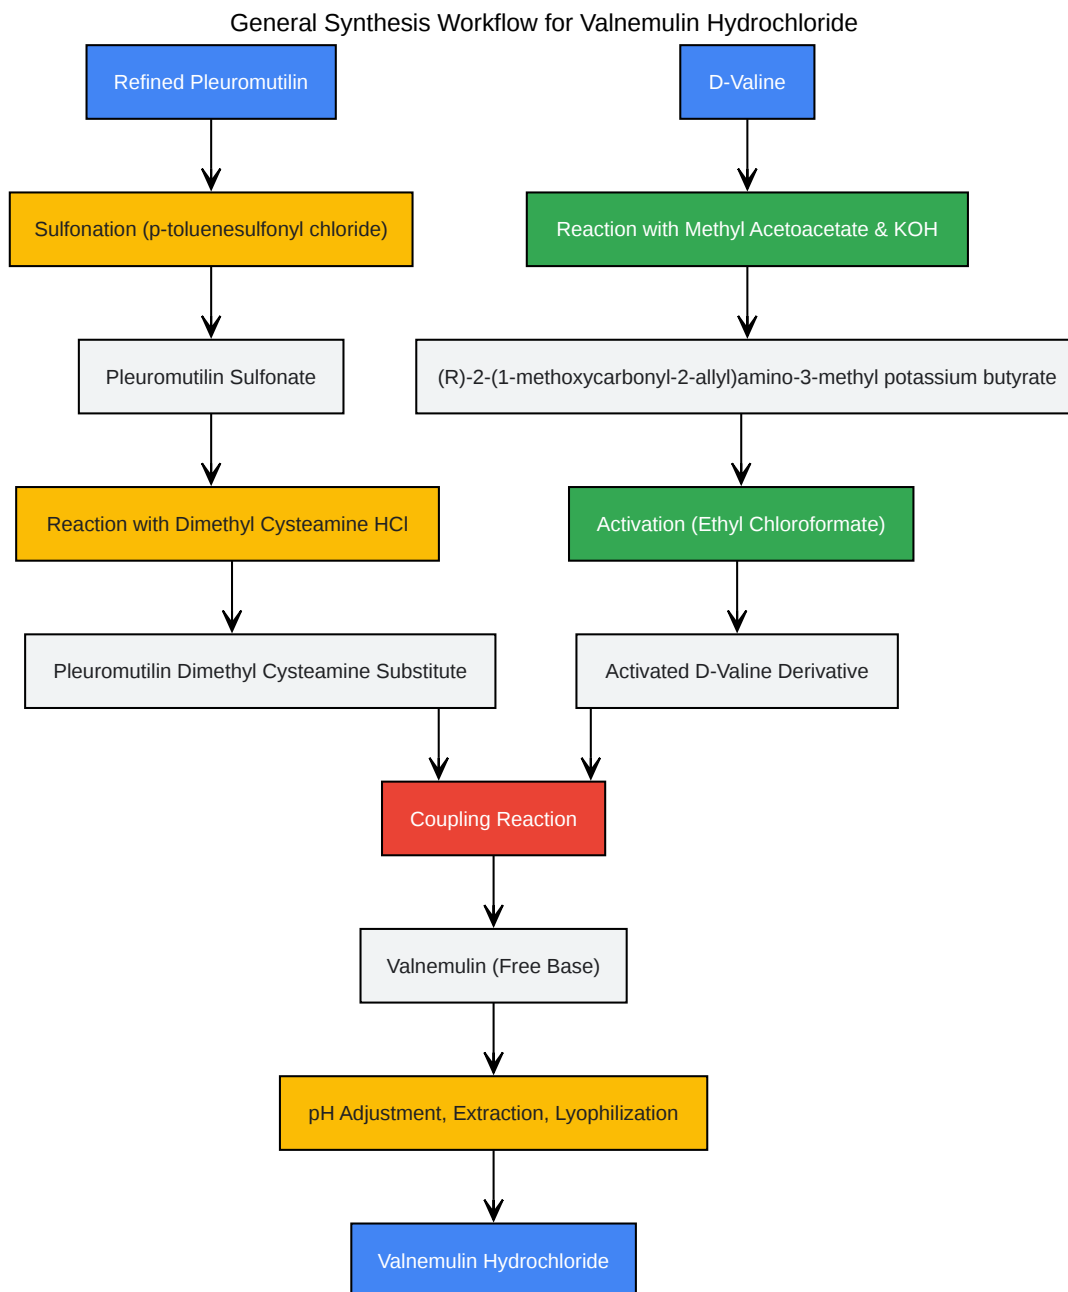 General Synthesis Workflow for Valnemulin Hydrochloride
Refined Pleuromutilin
D-Valine
Sulfonation (p-toluenesulfonyl chloride)
Reaction with Methyl Acetoacetate & KOH
Pleuromutilin Sulfonate
(R)-2-(1-methoxycarbonyl-2-allyl)amino-3-methyl potassium butyrate
Reaction with Dimethyl Cysteamine HCl
Activation (Ethyl Chloroformate)
Pleuromutilin Dimethyl Cysteamine Substitute
Activated D-Valine Derivative
Coupling Reaction
Valnemulin (Free Base)
pH Adjustment, Extraction, Lyophilization
Valnemulin Hydrochloride